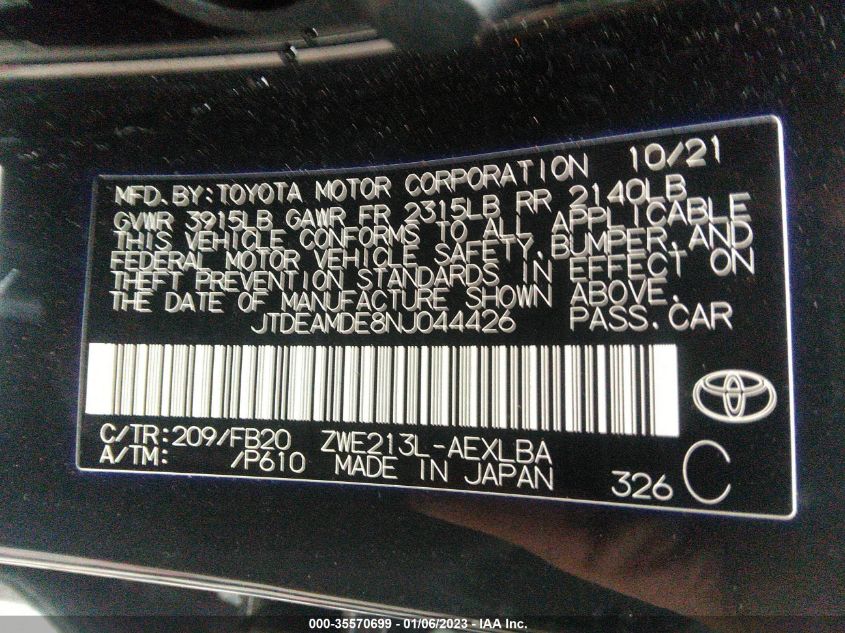 MFD.BY:TOYOTA MOTOR CORPORATION 10/21
GVWR 3915LB GAWR FR 2315LB RR 2140LB
THIS VEHICLE CONFORMS TO ALL APPLICABLE
FEDERAL MOTOR VEHICLE SAFETY,BUMPER,AND
THEFT PREVENTION STANDARDS IN EFFECT ON
THE DATE OF MANUFACTURE SHOWN ABOVE.
JTDEAMDE8NJ044426 PASS.CAR
C/TR:209/FB20 ZWE213L-AEXLBA
A/TM: /P610 MADE IN JAPAN
326 C
000-35570699 - 01/06/2023 - IAA Inc.